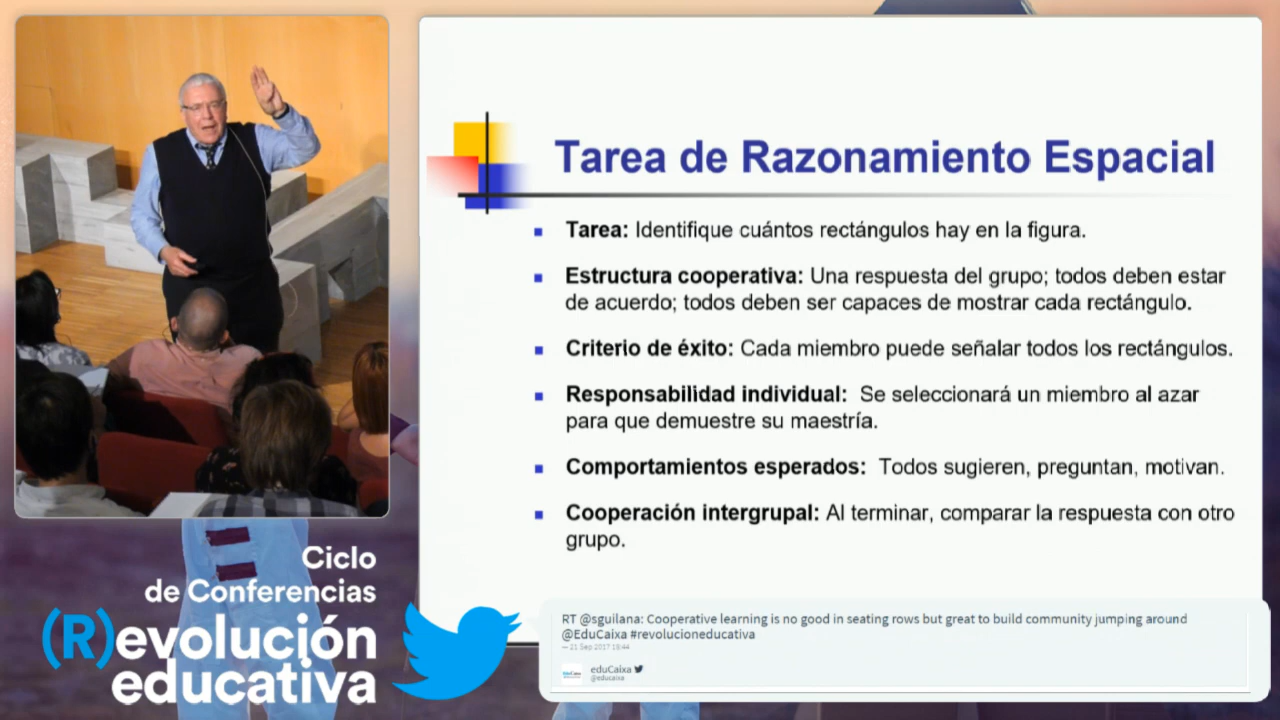 Tarea de Razonamiento Espacial
Tarea: Identifique cuántos rectángulos hay en la figura.
Estructura cooperativa: Una respuesta del grupo; todos deben estar
de acuerdo; todos deben ser capaces de mostrar cada rectángulo.
Criterio de éxito: Cada miembro puede señalar todos los rectángulos.
Responsabilidad individual: Se seleccionará un miembro al azar
para que demuestre su maestría.
Comportamientos esperados: Todos sugieren, preguntan, motivan.
Cooperación intergrupal: Al terminar, comparar la respuesta con otro
grupo.
Ciclo
de Conferencias
(R)evolución
educativa
RT @sguilana: Cooperative learning is no good in seating rows but great to build community jumping around
@EduCaixa #revolucioneducativa
— 21 Sep 2017 18:44
eduCaixa
@educaixa